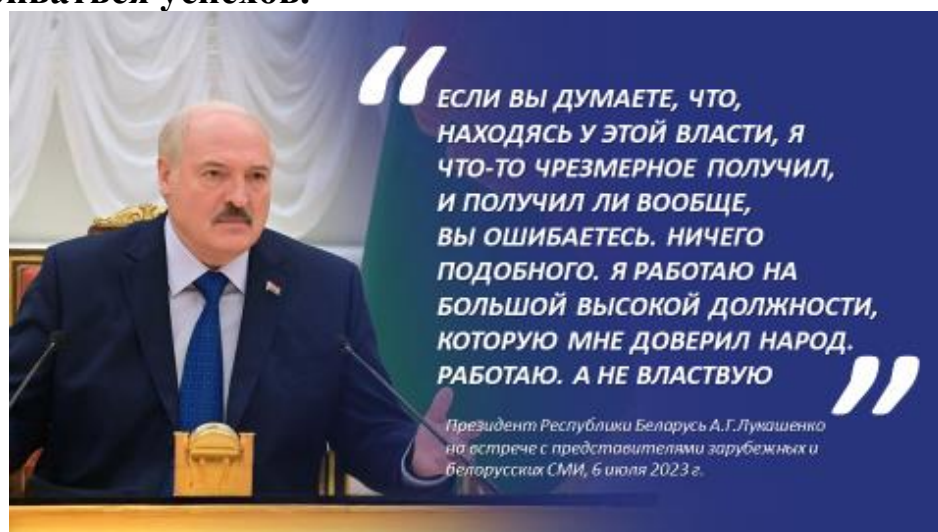 успехов.
“
ЕСЛИ ВЫ ДУМАЕТЕ, ЧТО,
НАХОДЯСЬ У ЭТОЙ ВЛАСТИ, Я
ЧТО-ТО ЧРЕЗМЕРНОЕ ПОЛУЧИЛ,
И ПОЛУЧИЛ ЛИ ВООБЩЕ,
ВЫ ОШИБАЕТЕСЬ. НИЧЕГО
ПОДОБНОГО. Я РАБОТАЮ НА
БОЛЬШОЙ ВЫСОКОЙ ДОЛЖНОСТИ,
КОТОРУЮ МНЕ ДОВЕРИЛ НАРОД.
РАБОТАЮ. А НЕ ВЛАСТВУЮ
”
Президент Республики Беларусь А.Г.Лукашенко
на встрече с представителями зарубежных и
белорусских СМИ, 6 июля 2023 г.